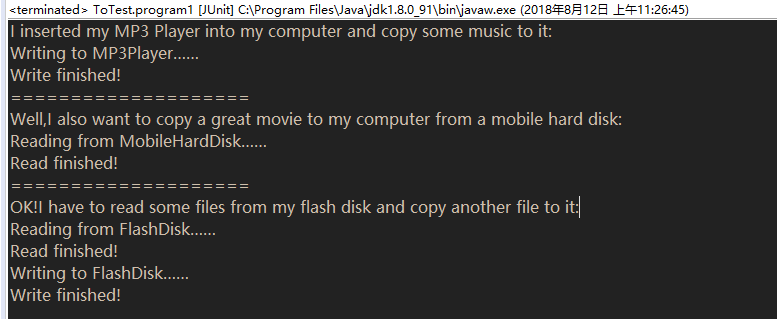 <terminated> ToTest.program1 [JUnit] C:\Program Files\Java\jdk1.8.0_91\bin\javaw.exe (2018年8月12日 上午11:26:45)
I inserted my MP3 Player into my computer and copy some music to it:
Writing to MP3Player......
Write finished!
====================
Well,I also want to copy a great movie to my computer from a mobile hard disk:
Reading from MobileHardDisk......
Read finished!
====================
OK!I have to read some files from my flash disk and copy another file to it:
Reading from FlashDisk......
Read finished!
Writing to FlashDisk......
Write finished!